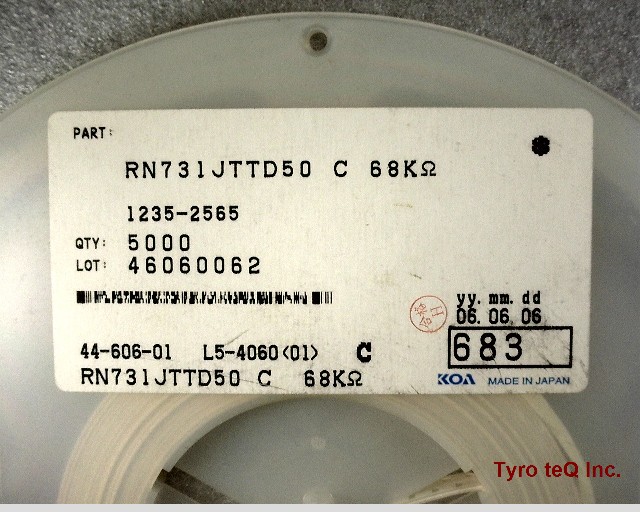 PART:
RN731JTTD50 C 68KΩ
1235-2565
QTY: 5000
LOT: 46060062
yy. mm. dd
06. 06. 06
683
44-606-01 L5-4060<01> C
RN731JTTD50 C 68KΩ
KOA MADE IN JAPAN
Tyro teQ Inc.